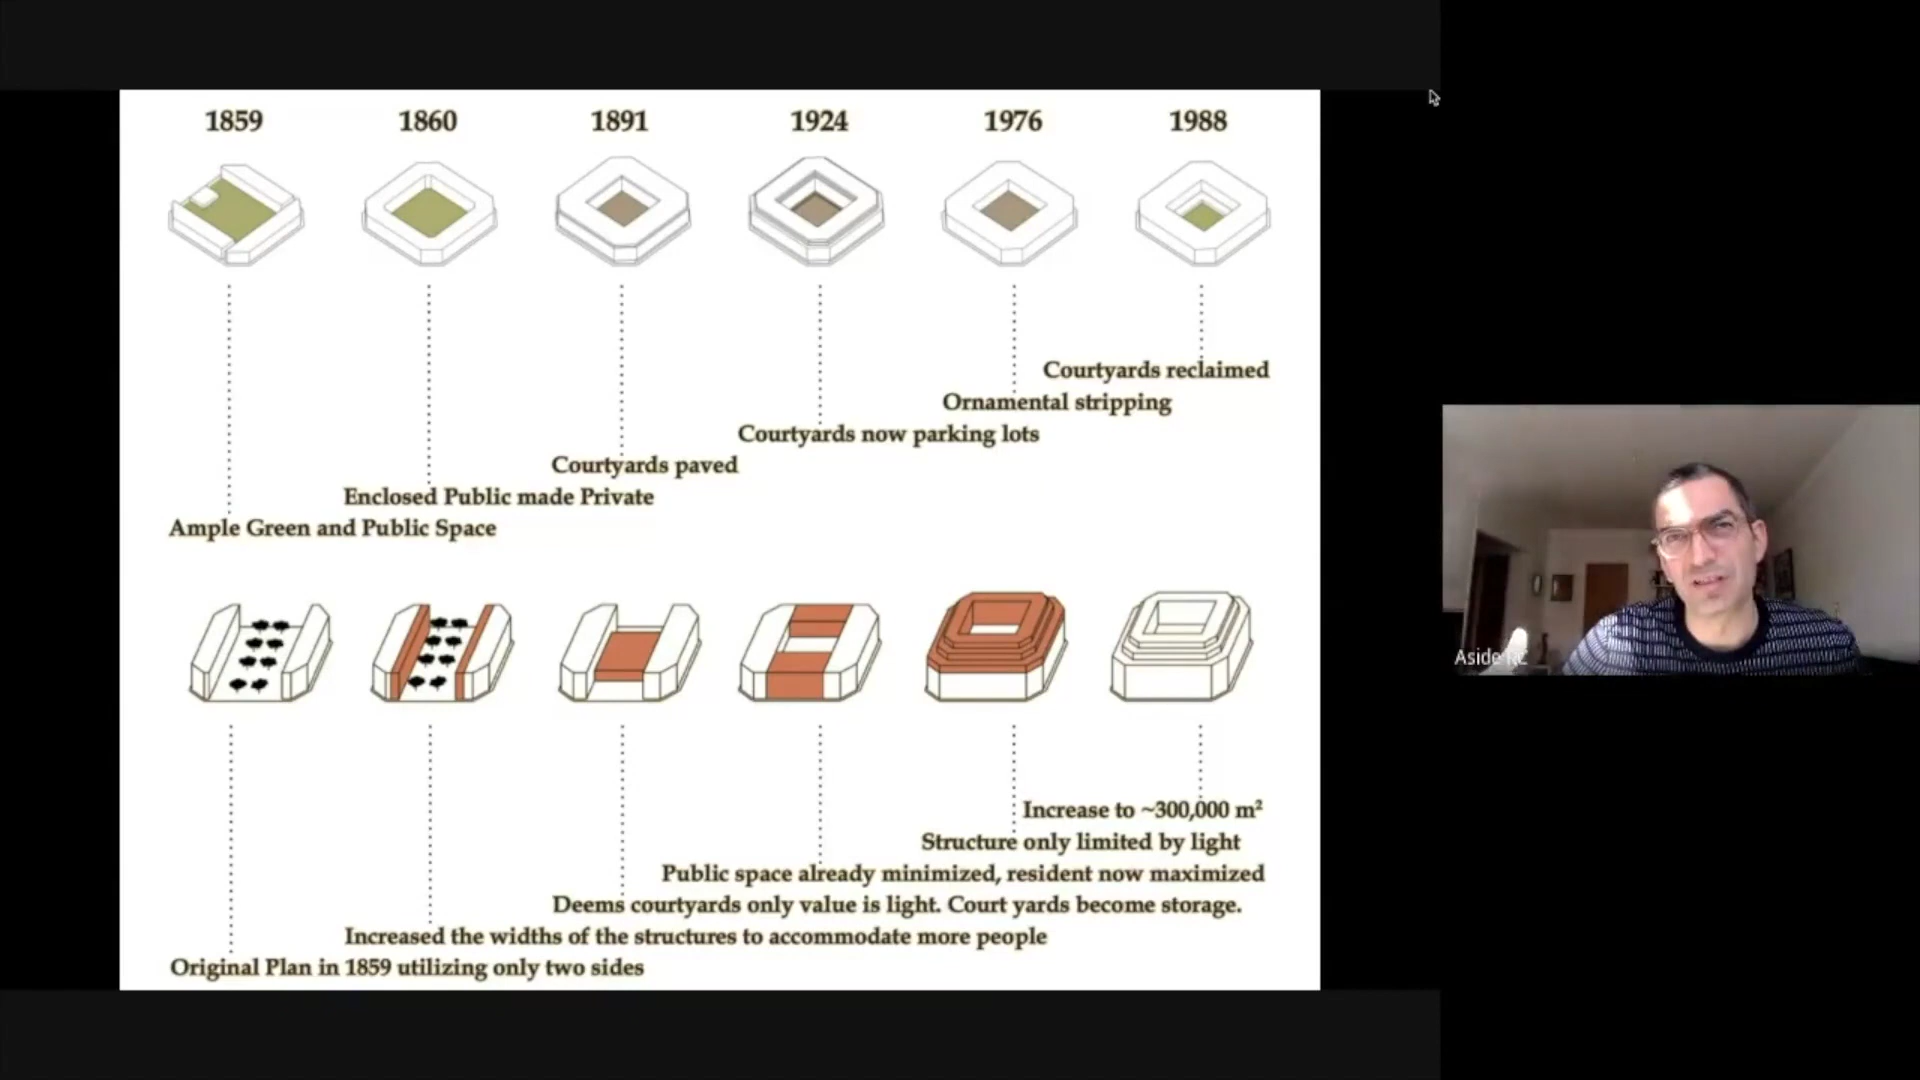 1859 1860 1891 1924 1976 1988
Courtyards reclaimed
Ornamental stripping
Courtyards now parking lots
Courtyards paved
Enclosed Public made Private
Ample Green and Public Space
Increase to ~300,000 m²
Structure only limited by light
Public space already minimized, resident now maximized
Deems courtyards only value is light. Court yards become storage.
Increased the widths of the structures to accommodate more people
Original Plan in 1859 utilizing only two sides
Aside